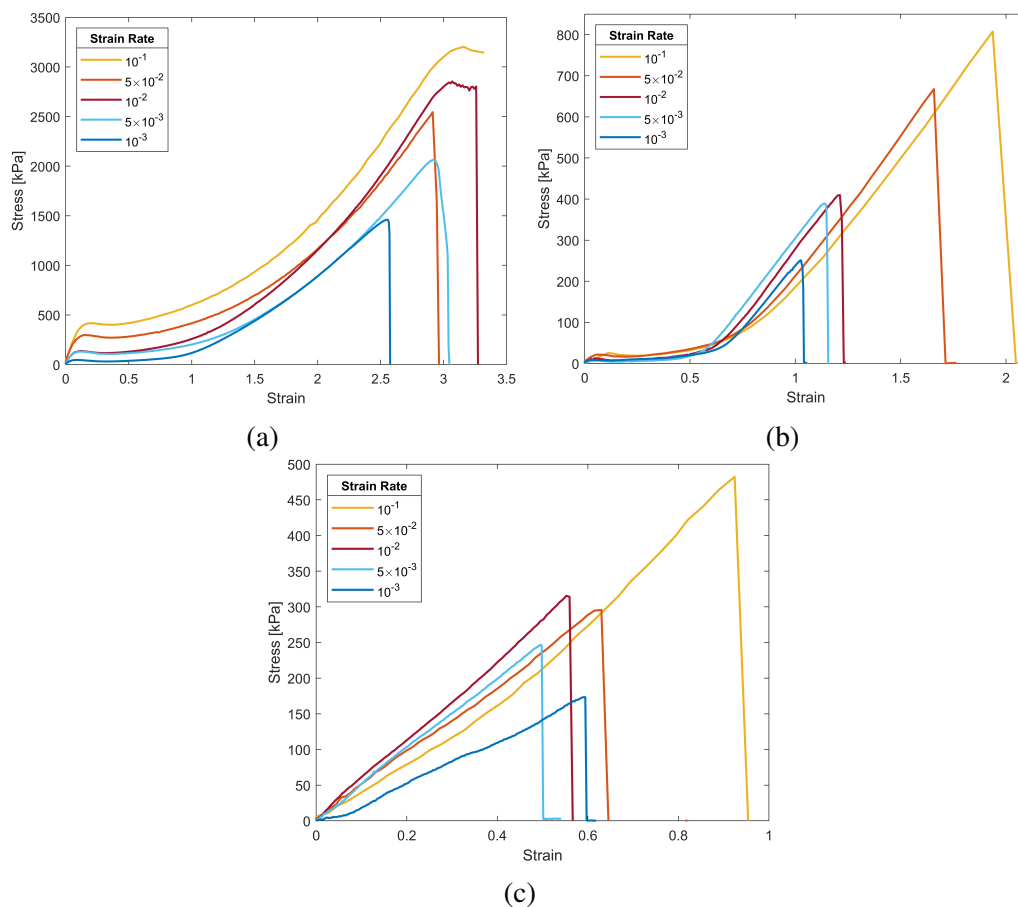 3500
3000
2500
2000
1500
1000
500
0
Stress [kPa]
Strain Rate
10⁻¹
5×10⁻²
10⁻²
5×10⁻³
10⁻³
0 0.5 1 1.5 2 2.5 3 3.5
Strain
(a)
800
700
600
500
400
300
200
100
0
Stress [kPa]
Strain Rate
10⁻¹
5×10⁻²
10⁻²
5×10⁻³
10⁻³
0 0.5 1 1.5 2
Strain
(b)
500
450
400
350
300
250
200
150
100
50
0
Stress [kPa]
Strain Rate
10⁻¹
5×10⁻²
10⁻²
5×10⁻³
10⁻³
0 0.2 0.4 0.6 0.8 1
Strain
(c)